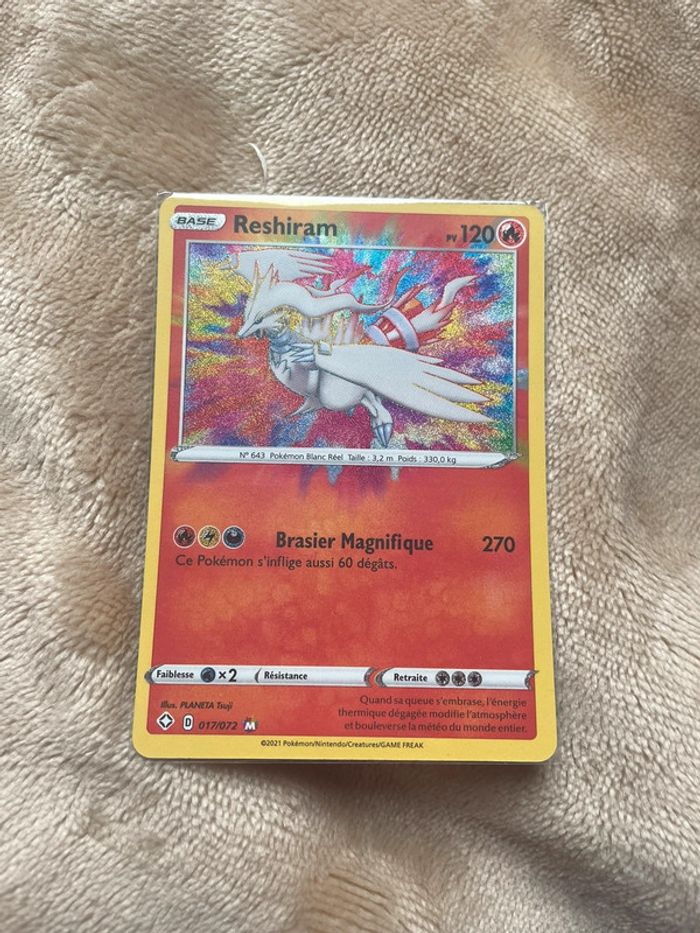 BASE Reshiram PV 120
N° 643 Pokémon Blanc Réel Taille : 3,2 m Poids : 330,0 kg
Brasier Magnifique 270
Ce Pokémon s'inflige aussi 60 dégâts.
Faiblesse ×2 Résistance Retraite
Illus. PLANETA Tsuji
D 017/072
Quand sa queue s'embrase, l'énergie
thermique dégagée modifie l'atmosphère
et bouleverse la météo du monde entier.
©2021 Pokémon/Nintendo/Creatures/GAME FREAK